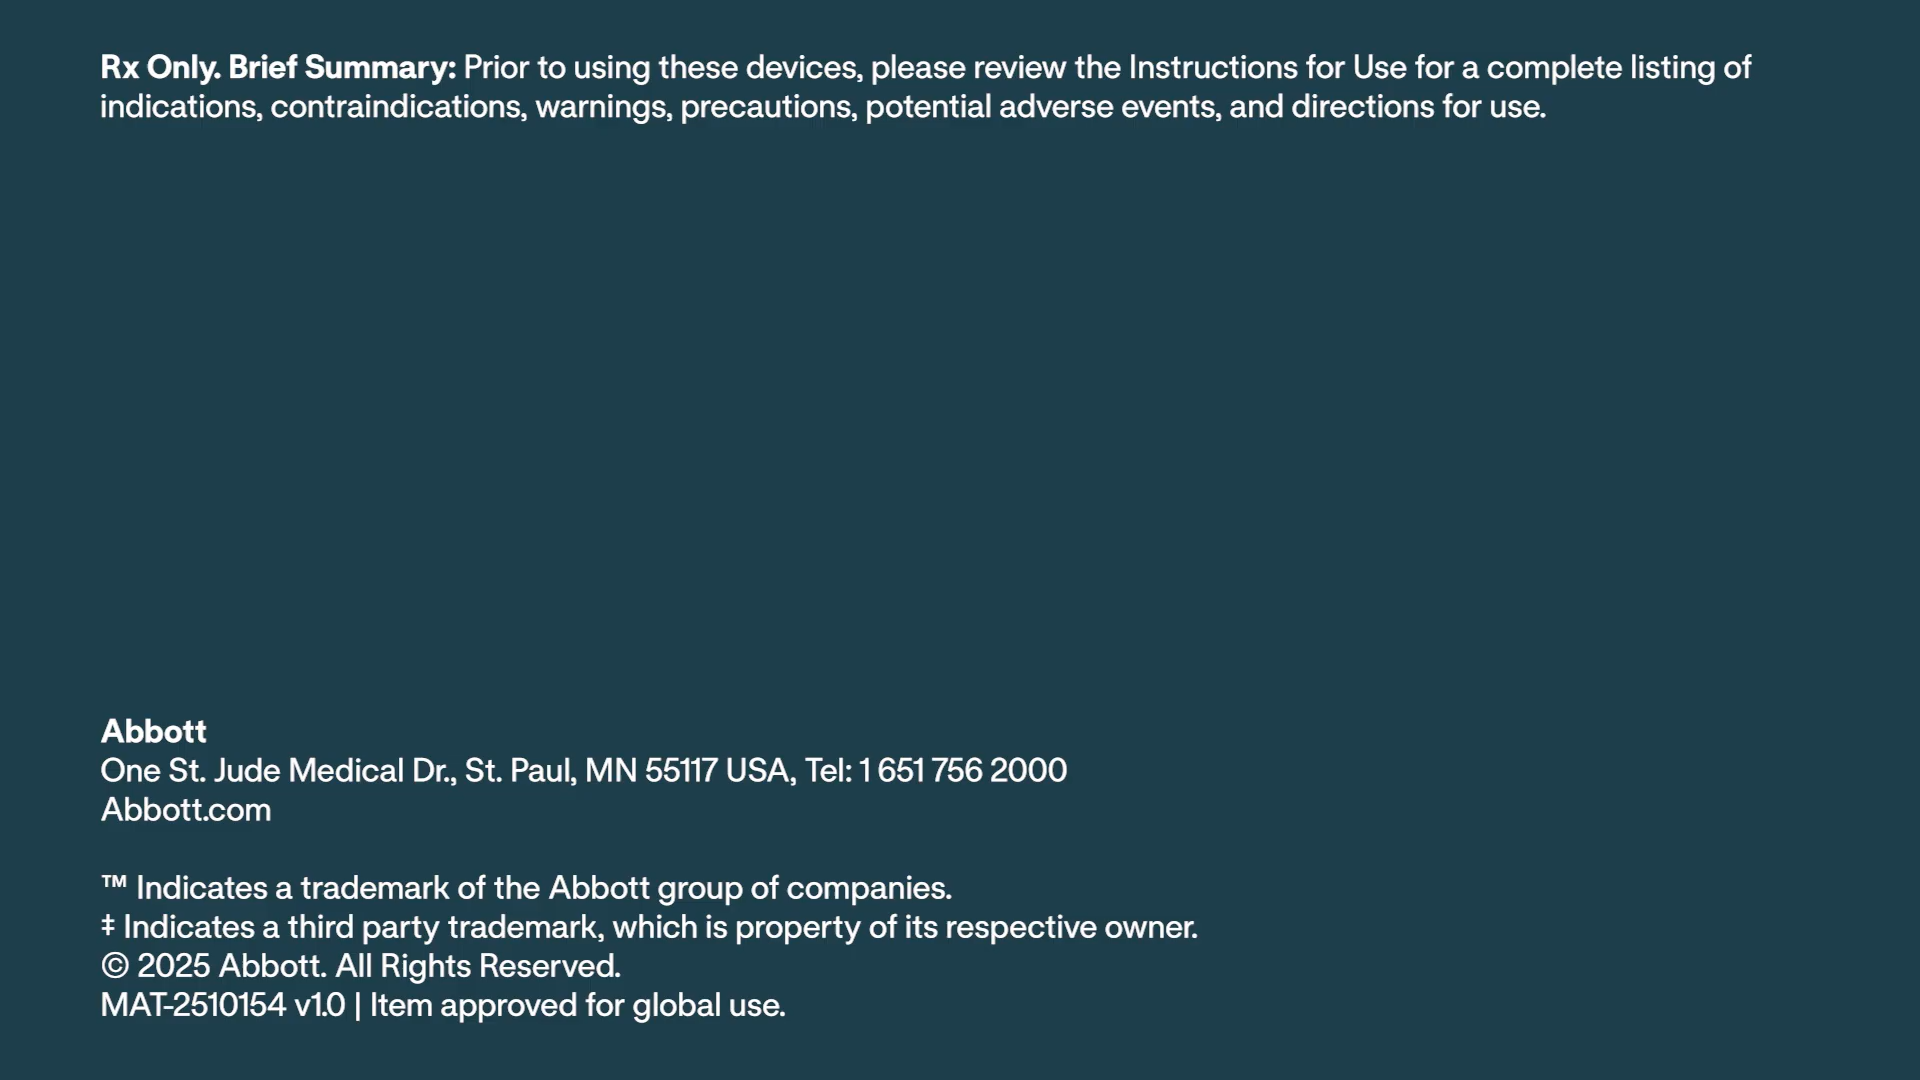 Rx Only. Brief Summary: Prior to using these devices, please review the Instructions for Use for a complete listing of
indications, contraindications, warnings, precautions, potential adverse events, and directions for use.
Abbott
One St. Jude Medical Dr., St. Paul, MN 55117 USA, Tel: 1 651 756 2000
Abbott.com
™ Indicates a trademark of the Abbott group of companies.
‡ Indicates a third party trademark, which is property of its respective owner.
© 2025 Abbott. All Rights Reserved.
MAT-2510154 v1.0 | Item approved for global use.